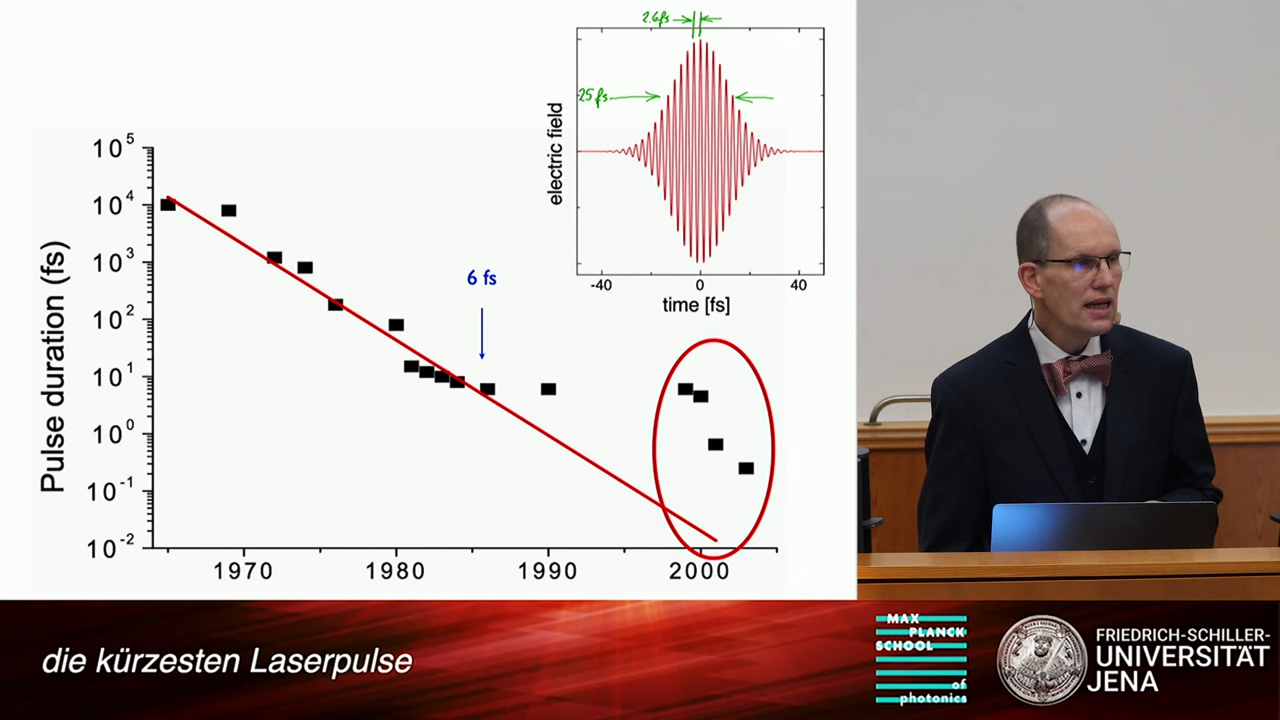 2.6fs
25 fs
electric field
-40
0
40
time [fs]
Pulse duration (fs)
10^5
10^4
10^3
10^2
10^1
10^0
10^-1
10^-2
6 fs
1970
1980
1990
2000
die kürzesten Laserpulse
MAX
PLANCK
SCHOOL
of
photonics
FRIEDRICH-SCHILLER-
UNIVERSITÄT
JENA